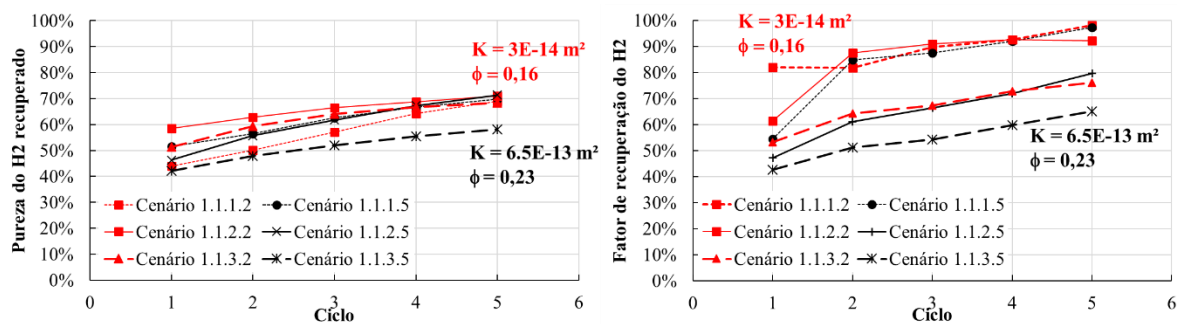 100%
90%
80%
70%
60%
50%
40%
30%
20%
10%
0%
Pureza do H2 recuperado
K = 3E-14 m²
ϕ = 0,16
K = 6.5E-13 m²
ϕ = 0,23
Cenário 1.1.1.2 Cenário 1.1.1.5
Cenário 1.1.2.2 Cenário 1.1.2.5
Cenário 1.1.3.2 Cenário 1.1.3.5
0 1 2 3 4 5 6
Ciclo
100%
90%
80%
70%
60%
50%
40%
30%
20%
10%
0%
Fator de recuperação do H2
K = 3E-14 m²
ϕ = 0,16
K = 6.5E-13 m²
ϕ = 0,23
Cenário 1.1.1.2 Cenário 1.1.1.5
Cenário 1.1.2.2 Cenário 1.1.2.5
Cenário 1.1.3.2 Cenário 1.1.3.5
0 1 2 3 4 5 6
Ciclo